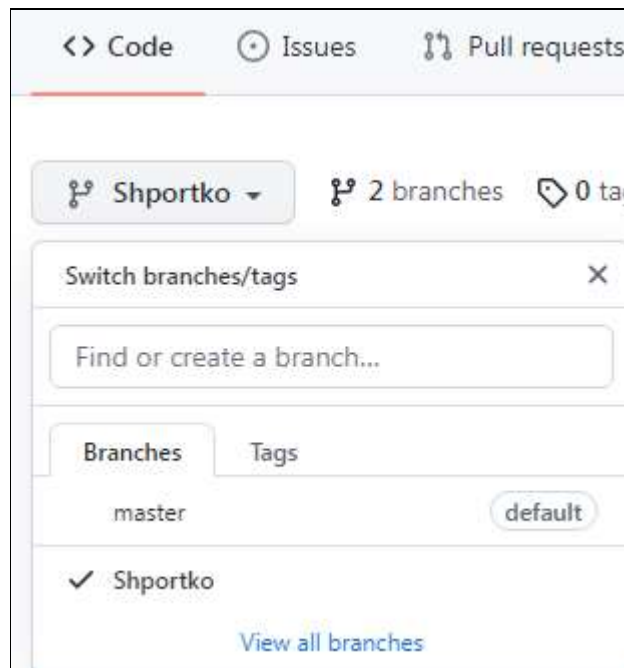 <> Code Issues Pull requests
Shportko 2 branches 0 ta
Switch branches/tags ×
Find or create a branch...
Branches Tags
master default
✓ Shportko
View all branches